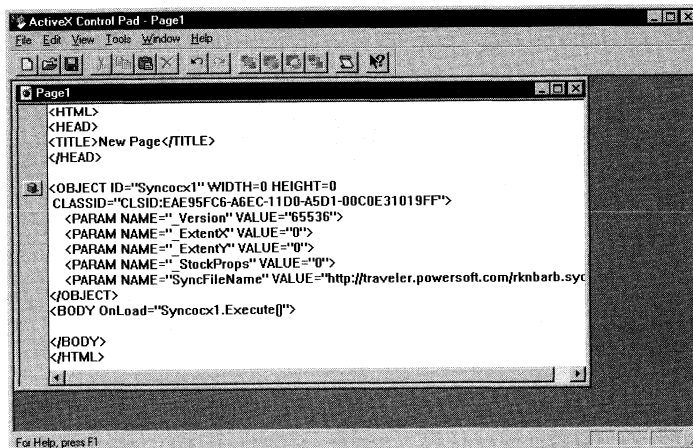 ActiveX Control Pad - Page1
File Edit View Tools Window Help
Page1
<HTML>
<HEAD>
<TITLE>New Page</TITLE>
</HEAD>
<OBJECT ID="Syncocx1" WIDTH=0 HEIGHT=0
CLASSID="CLSID:EAE95FC6-A6EC-11D0-A5D1-00C0E31019FF">
<PARAM NAME="_Version" VALUE="65536">
<PARAM NAME="_ExtentX" VALUE="0">
<PARAM NAME="_ExtentY" VALUE="0">
<PARAM NAME="_StockProps" VALUE="0">
<PARAM NAME="SyncFileName" VALUE="http://traveler.powersoft.com/rknbarb.syc
</OBJECT>
<BODY OnLoad="Syncocx1.Execute()">
</BODY>
</HTML>
For Help, press F1